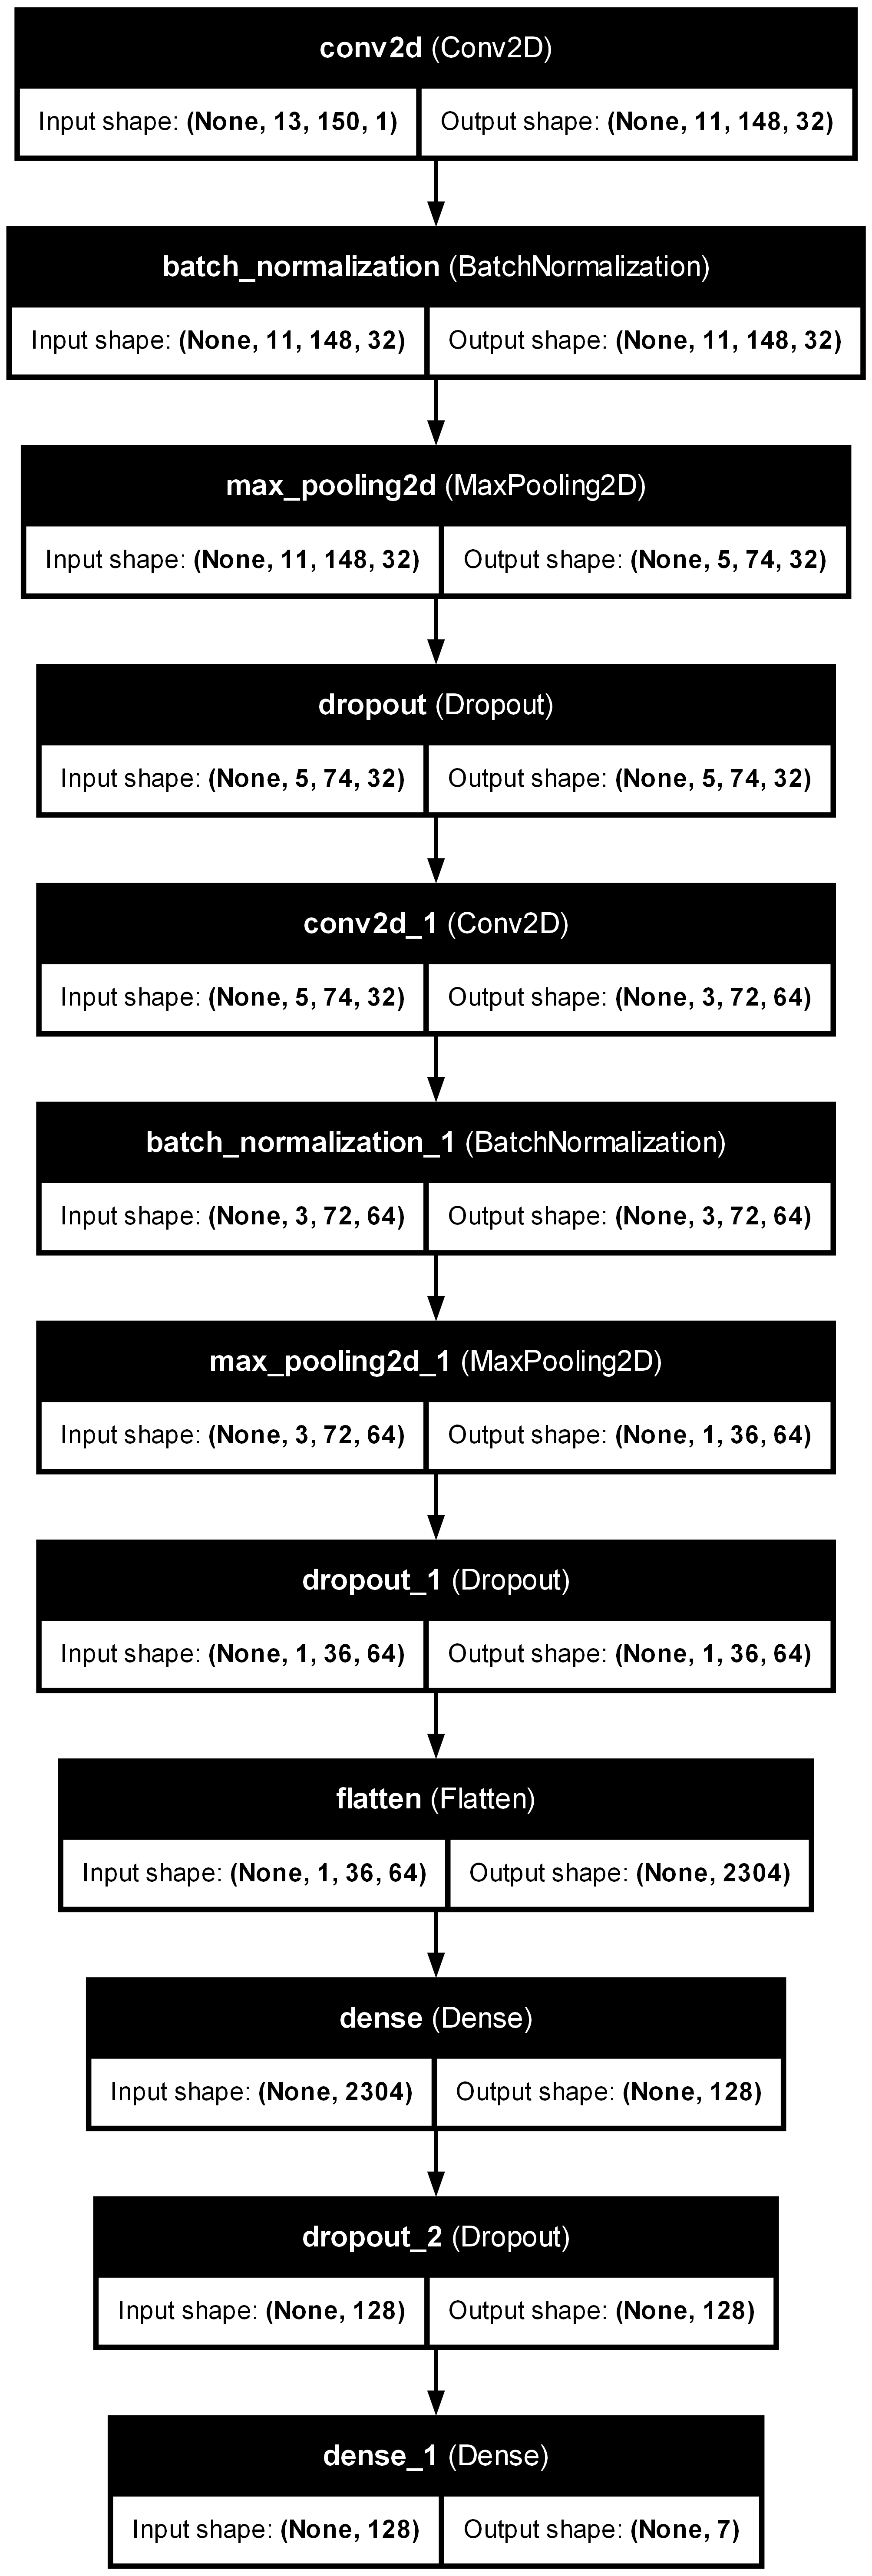 conv2d (Conv2D)
Input shape: (None, 13, 150, 1) Output shape: (None, 11, 148, 32)
batch_normalization (BatchNormalization)
Input shape: (None, 11, 148, 32) Output shape: (None, 11, 148, 32)
max_pooling2d (MaxPooling2D)
Input shape: (None, 11, 148, 32) Output shape: (None, 5, 74, 32)
dropout (Dropout)
Input shape: (None, 5, 74, 32) Output shape: (None, 5, 74, 32)
conv2d_1 (Conv2D)
Input shape: (None, 5, 74, 32) Output shape: (None, 3, 72, 64)
batch_normalization_1 (BatchNormalization)
Input shape: (None, 3, 72, 64) Output shape: (None, 3, 72, 64)
max_pooling2d_1 (MaxPooling2D)
Input shape: (None, 3, 72, 64) Output shape: (None, 1, 36, 64)
dropout_1 (Dropout)
Input shape: (None, 1, 36, 64) Output shape: (None, 1, 36, 64)
flatten (Flatten)
Input shape: (None, 1, 36, 64) Output shape: (None, 2304)
dense (Dense)
Input shape: (None, 2304) Output shape: (None, 128)
dropout_2 (Dropout)
Input shape: (None, 128) Output shape: (None, 128)
dense_1 (Dense)
Input shape: (None, 128) Output shape: (None, 7)